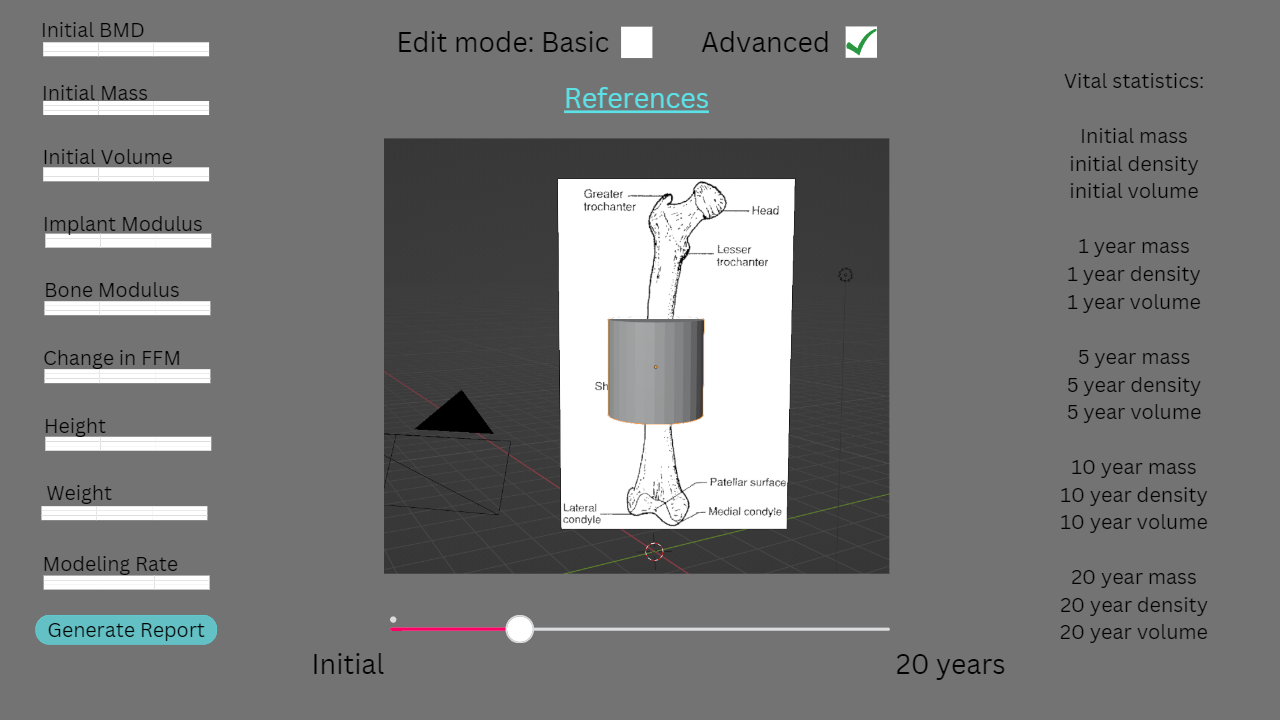 Initial BMD
Initial Mass
Initial Volume
Implant Modulus
Bone Modulus
Change in FFM
Height
Weight
Modeling Rate
Generate Report
Edit mode: Basic
Advanced
References
Greater
trochanter
Head
Lesser
trochanter
Sh
Patellar surface
Lateral
condyle
Medial condyle
Initial
20 years
Vital statistics:
Initial mass
initial density
initial volume
1 year mass
1 year density
1 year volume
5 year mass
5 year density
5 year volume
10 year mass
10 year density
10 year volume
20 year mass
20 year density
20 year volume